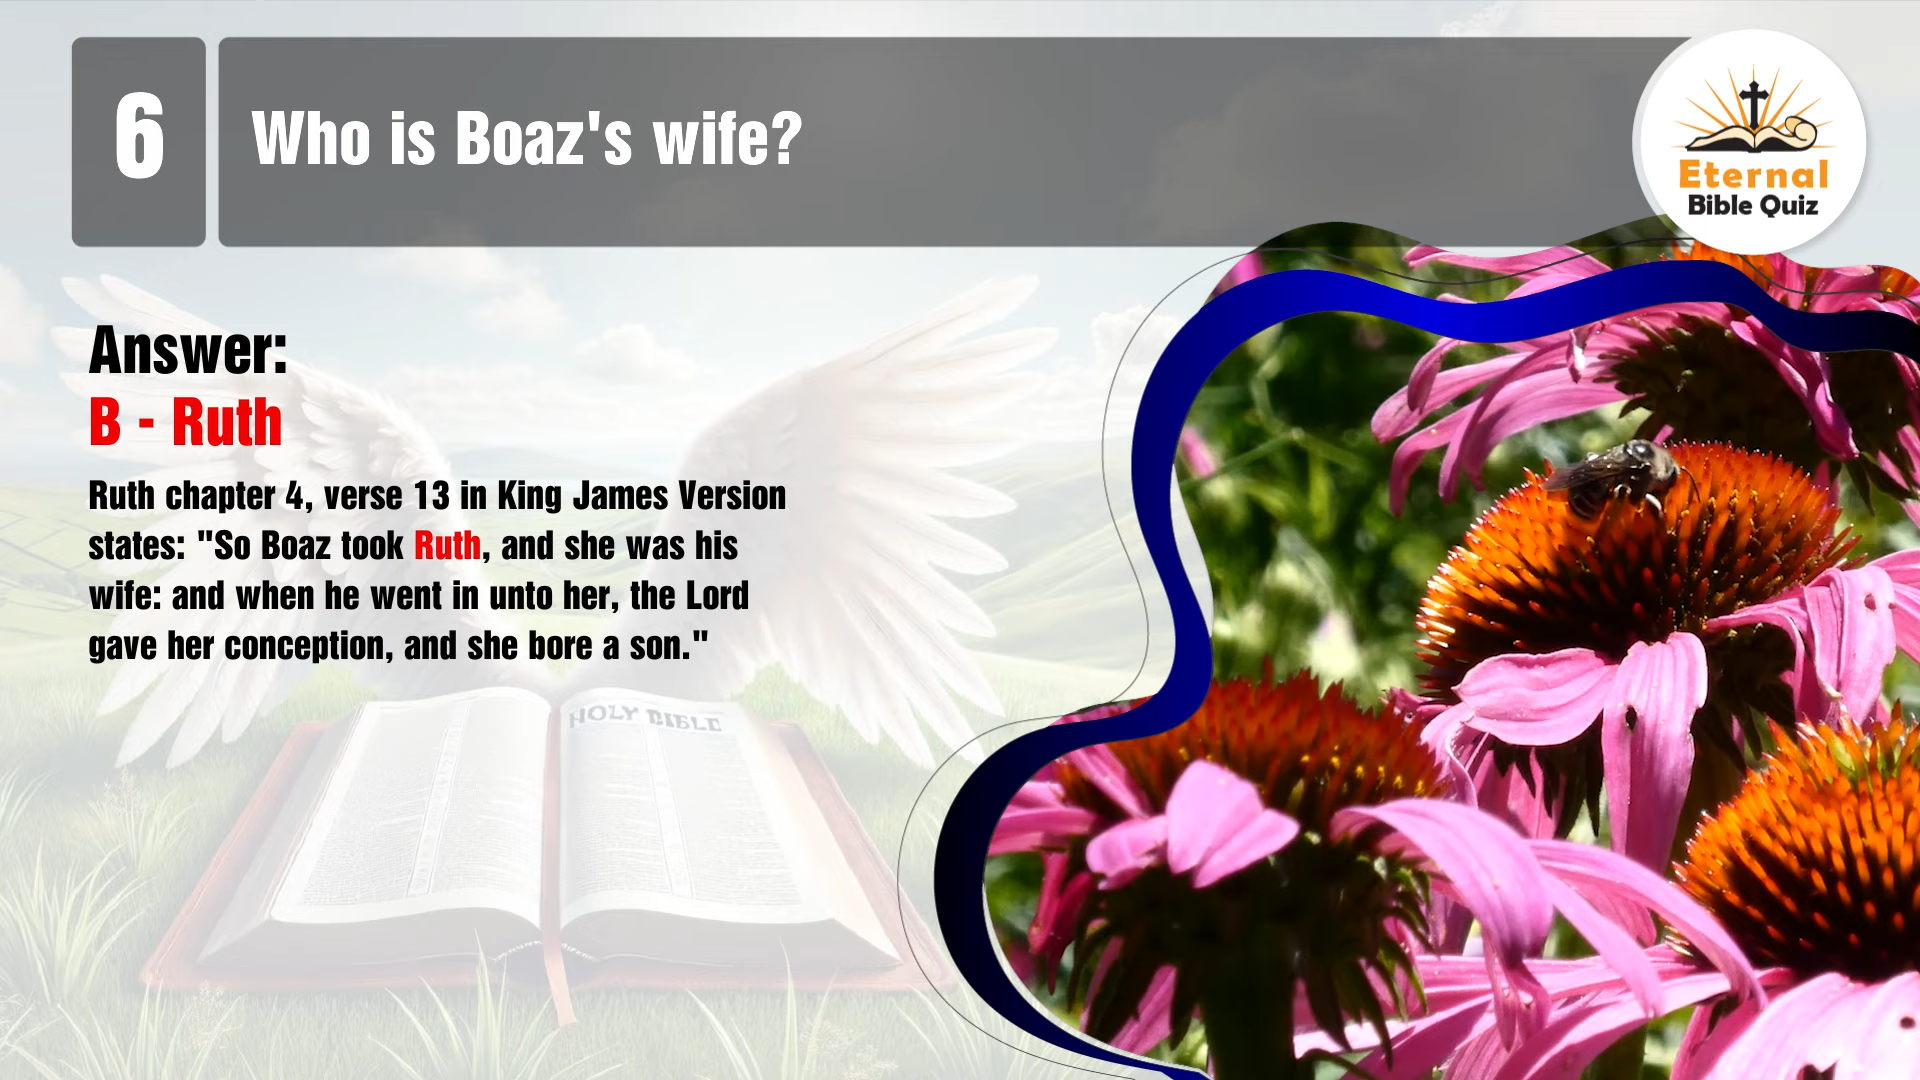 6
Who is Boaz's wife?
Eternal
Bible Quiz
Answer:
B - Ruth
Ruth chapter 4, verse 13 in King James Version
states: "So Boaz took Ruth, and she was his
wife: and when he went in unto her, the Lord
gave her conception, and she bore a son."
HOLY BIBLE